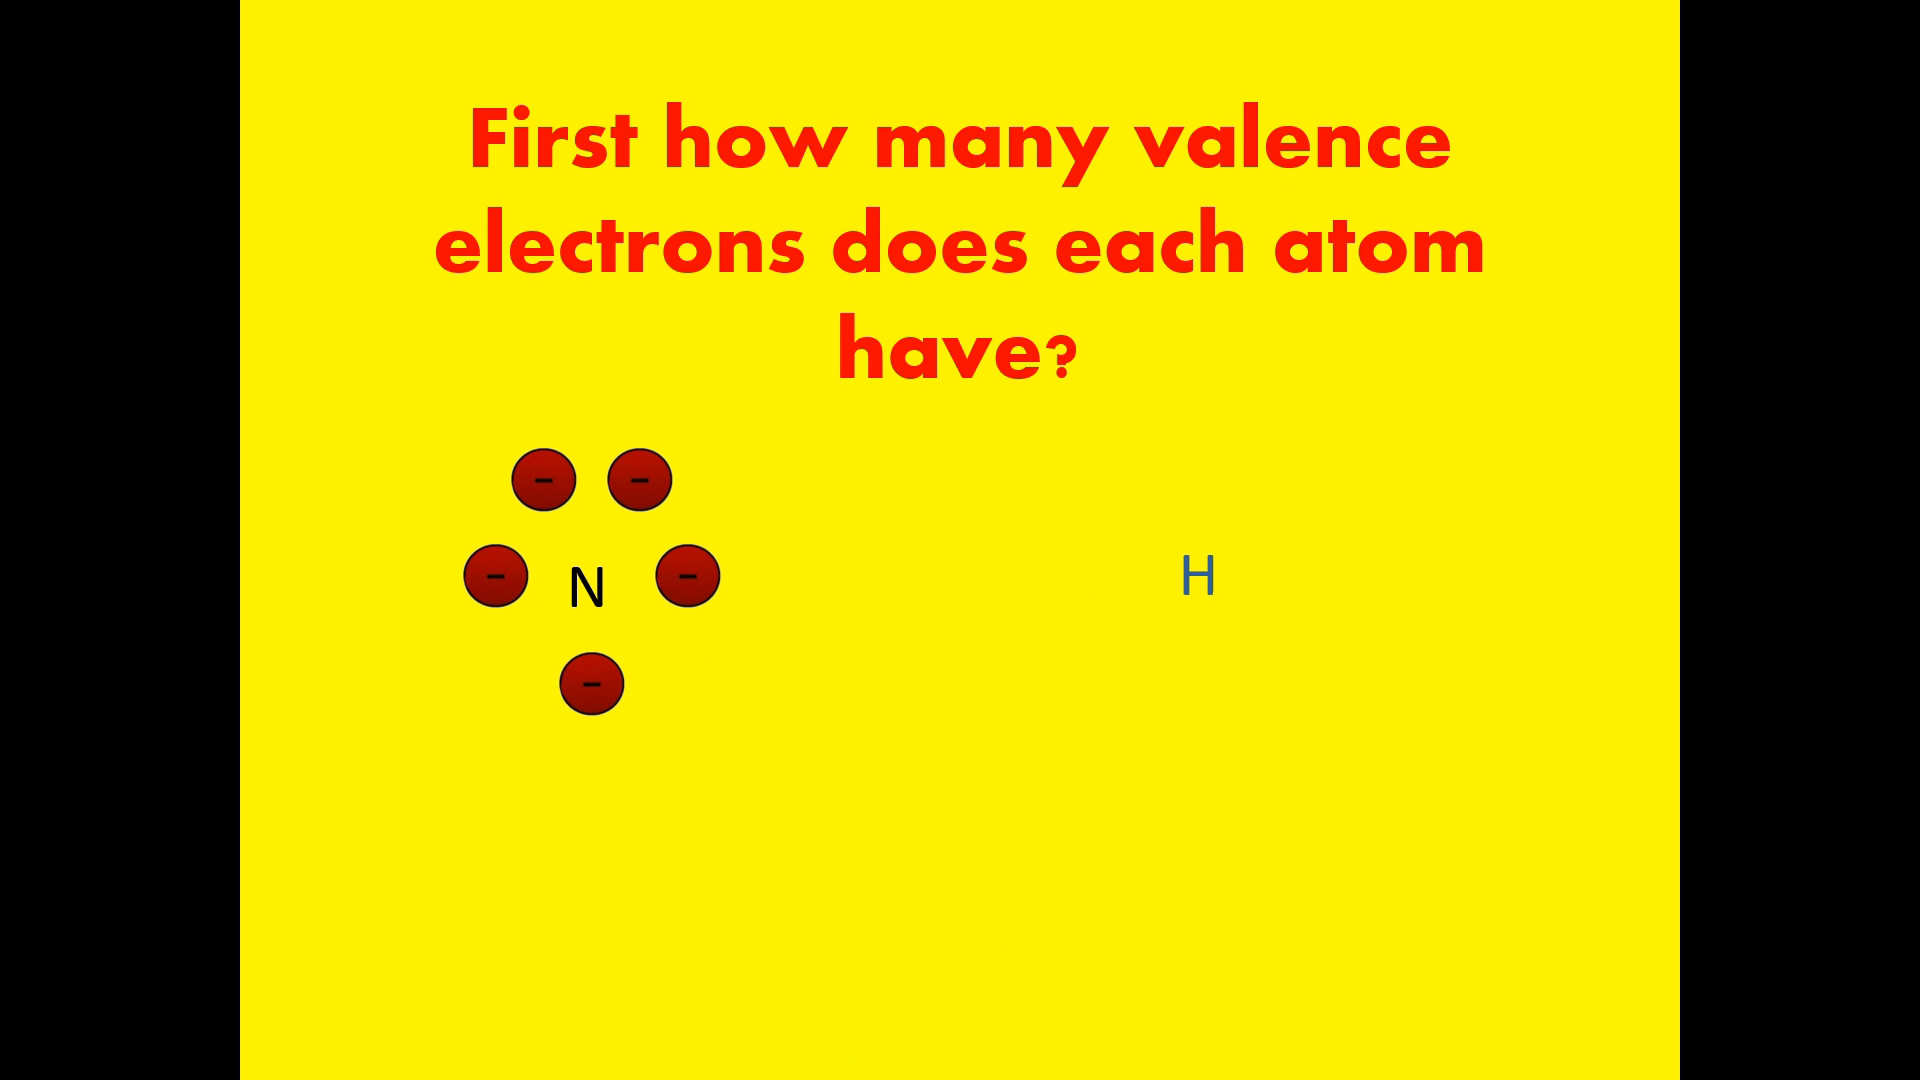 First how many valence
electrons does each atom
have?
- -
- N - H
-